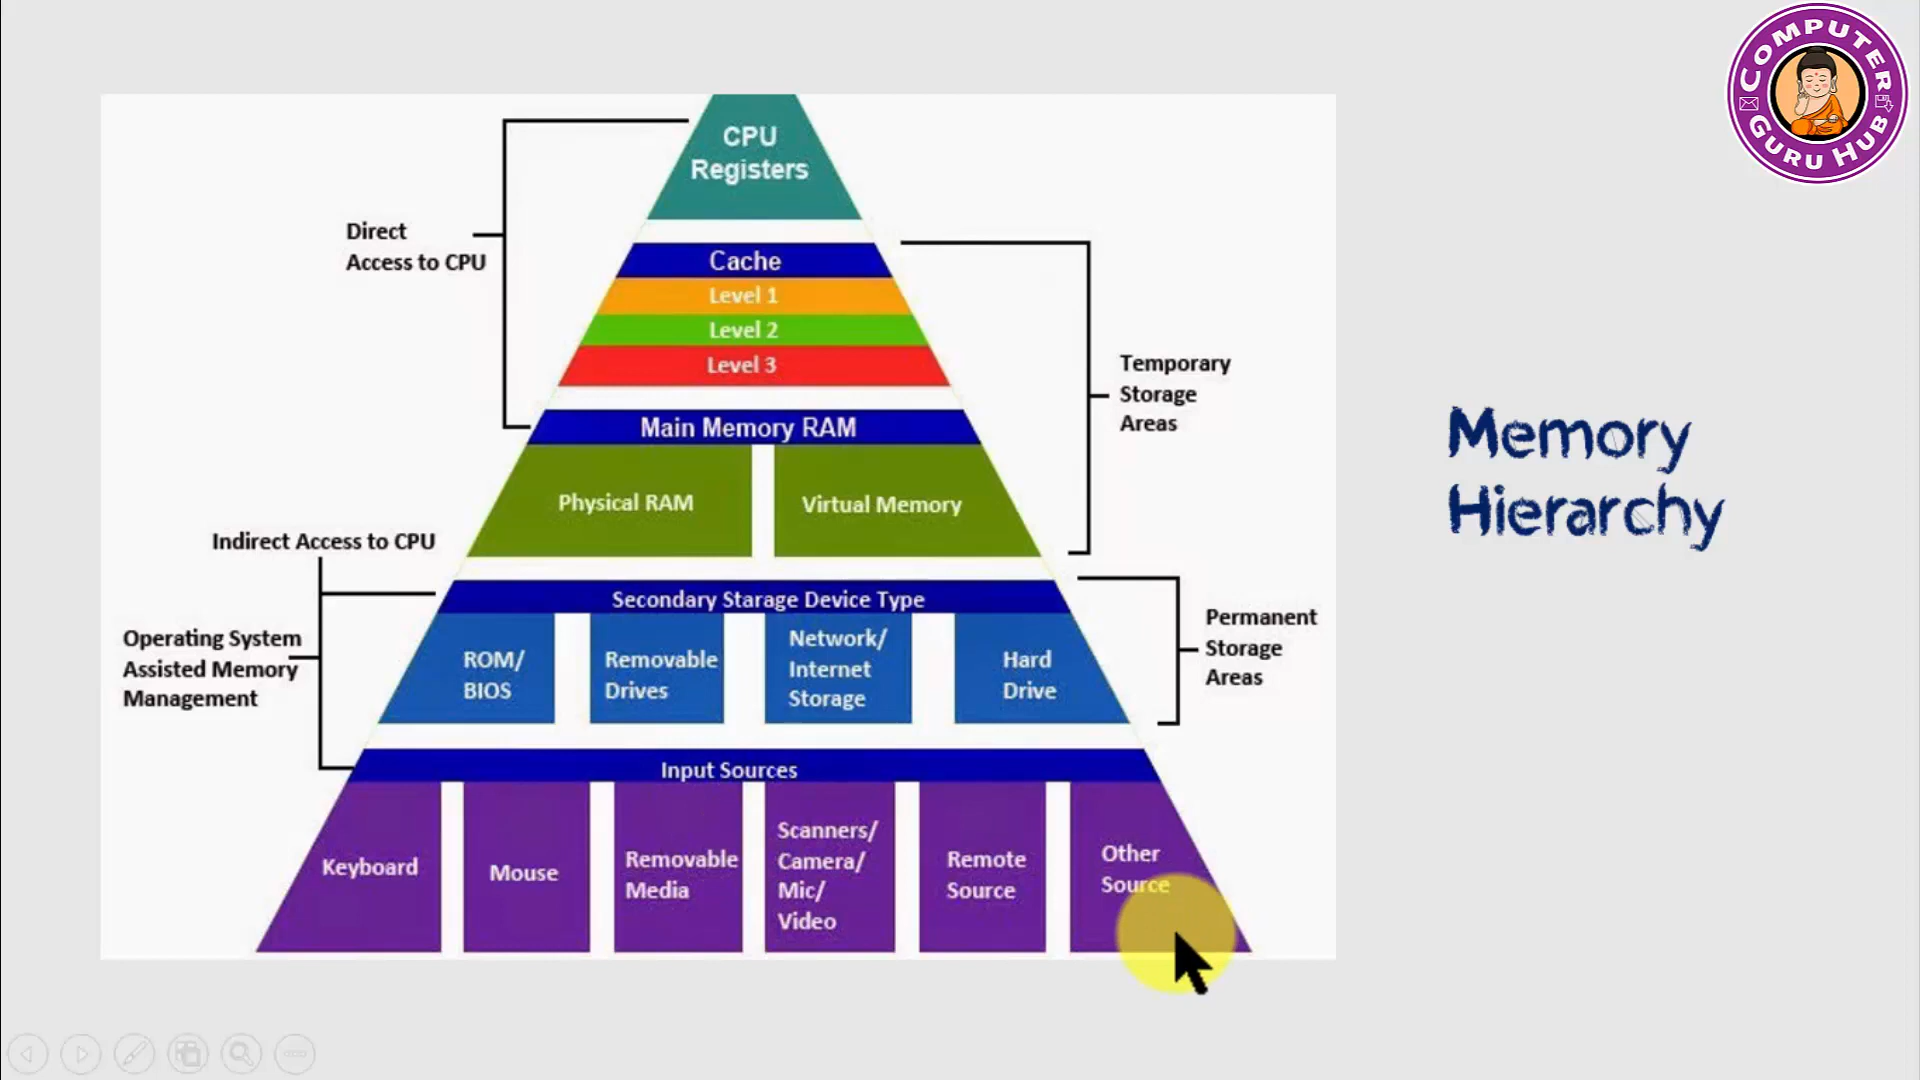 COMPUTER
GURU HUB
CPU
Registers
Direct
Access to CPU
Cache
Level 1
Level 2
Level 3
Temporary
Storage
Areas
Main Memory RAM
Physical RAM
Virtual Memory
Memory
Hierarchy
Indirect Access to CPU
Operating System
Assisted Memory
Management
Secondary Starage Device Type
ROM/
BIOS
Removable
Drives
Network/
Internet
Storage
Hard
Drive
Permanent
Storage
Areas
Input Sources
Keyboard
Mouse
Removable
Media
Scanners/
Camera/
Mic/
Video
Remote
Source
Other
Source